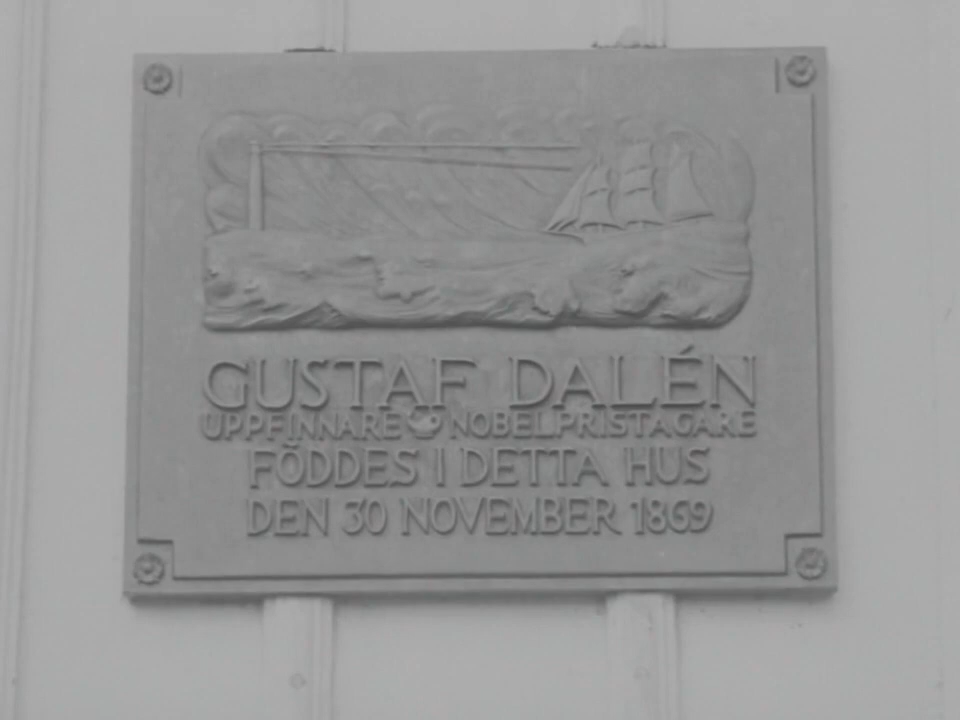 GUSTAF DALÉN
UPPFINNARE NOBELPRISTAGARE
FÖDDES I DETTA HUS
DEN 30 NOVEMBER 1869